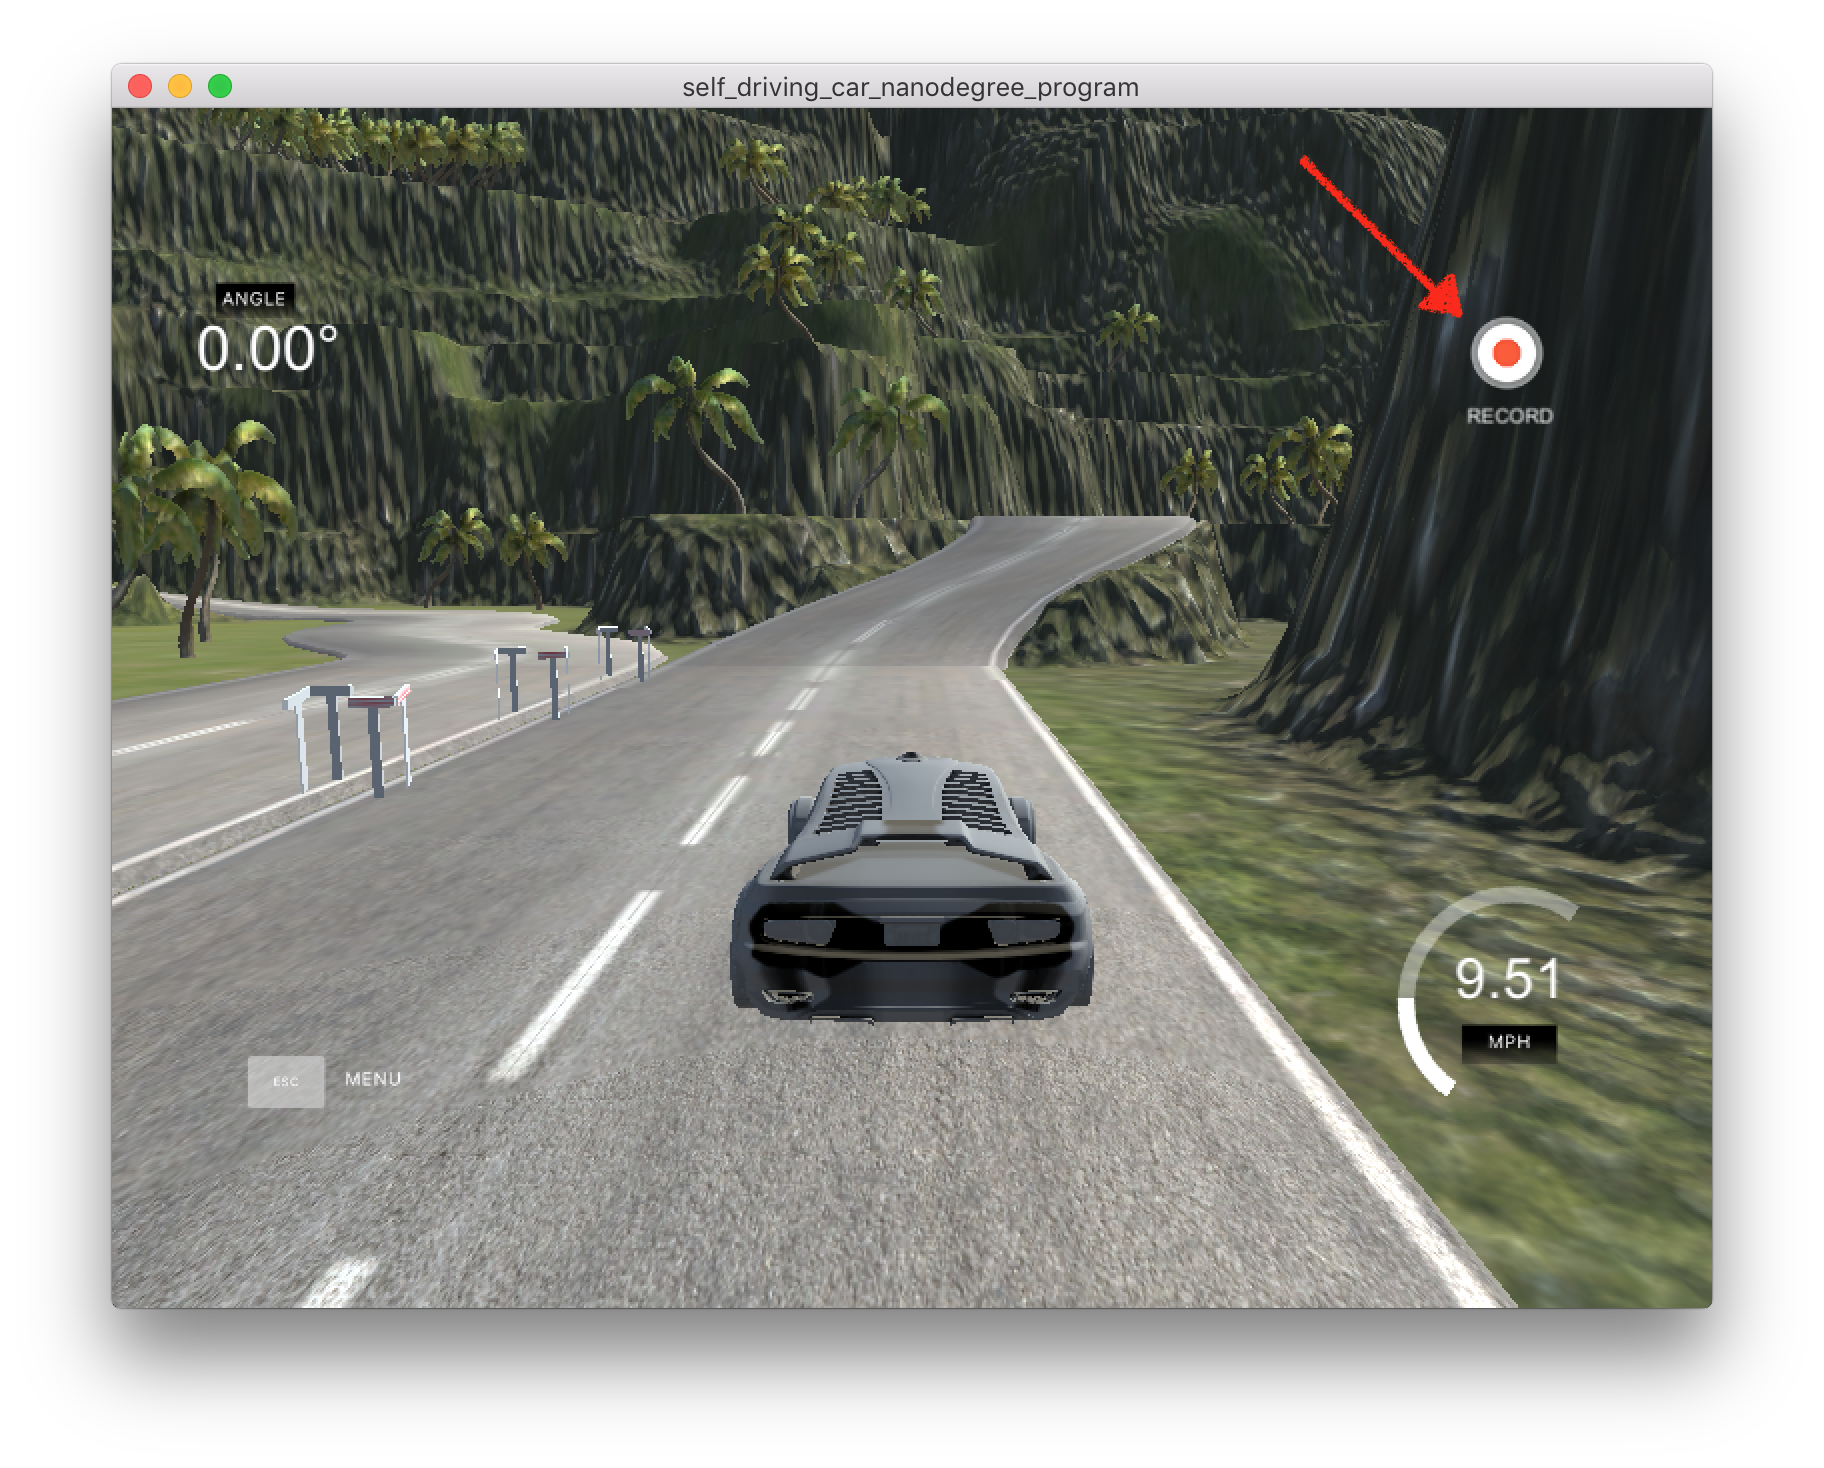 self_driving_car_nanodegree_program
ANGLE
0.00°
RECORD
9.51
MPH
ESC MENU